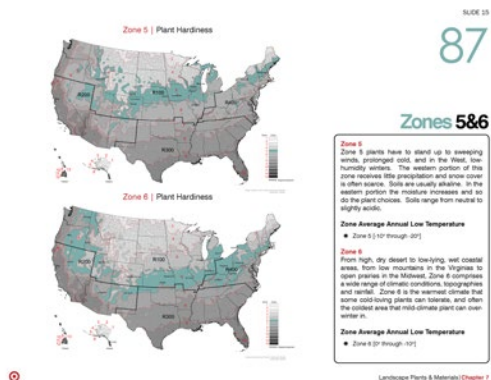 SLIDE 15
87
Zone 5 | Plant Hardiness
Zone 6 | Plant Hardiness
Zones 5&6
Zone 5
Zone 5 plants have to stand up to sweeping
winds, prolonged cold, and in the West, low-
humidity winters. The western portion of this
zone receives little precipitation and snow cover
is often scarce. Soils are usually alkaline. In the
eastern portion the moisture increases and so
do the plant choices. Soils range from neutral to
slightly acidic.
Zone Average Annual Low Temperature
Zone 5 [-10° through -20°]
Zone 6
From high, dry desert to low-lying, wet coastal
areas, from low mountains in the Virginias to
open prairies in the Midwest, Zone 6 comprises
a wide range of climatic conditions, topographies
and rainfall. Zone 6 is the warmest climate that
some cold-loving plants can tolerate, and often
the coldest area that mild-climate plant can over-
winter in.
Zone Average Annual Low Temperature
Zone 6 [0° through -10°]
Landscape Plants & Materials | Chapter 7